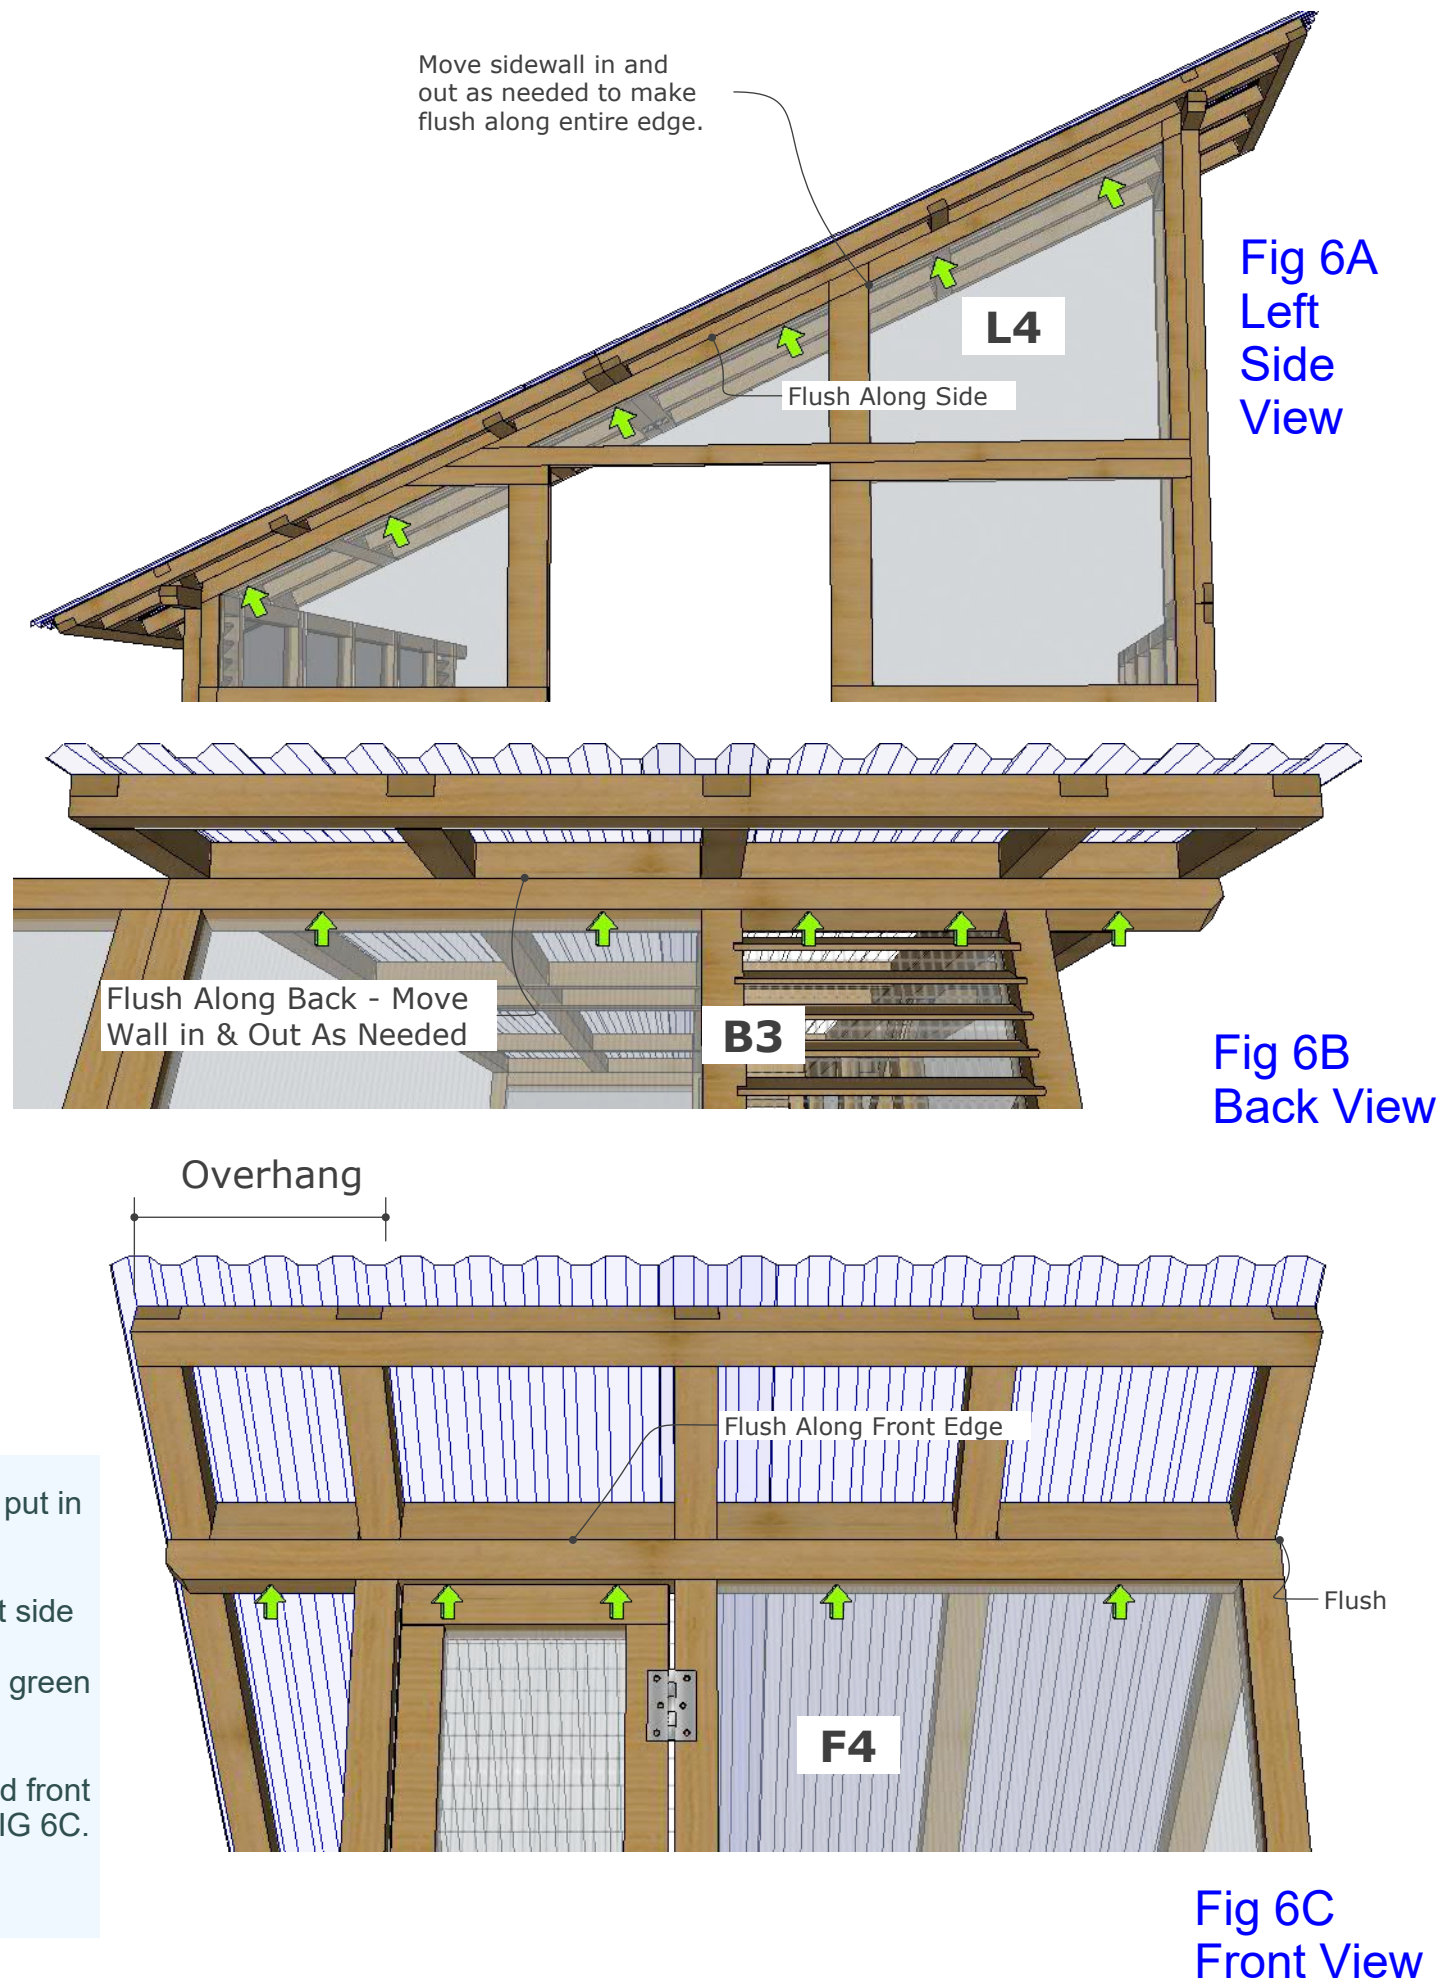 Move sidewall in and
out as needed to make
flush along entire edge.
Fig 6A
Left
Side
View
L4
Flush Along Side
Flush Along Back - Move
Wall in & Out As Needed
B3
Fig 6B
Back View
Overhang
Flush Along Front Edge
put in
t side
green
d front
IG 6C.
Flush
F4
Fig 6C
Front View